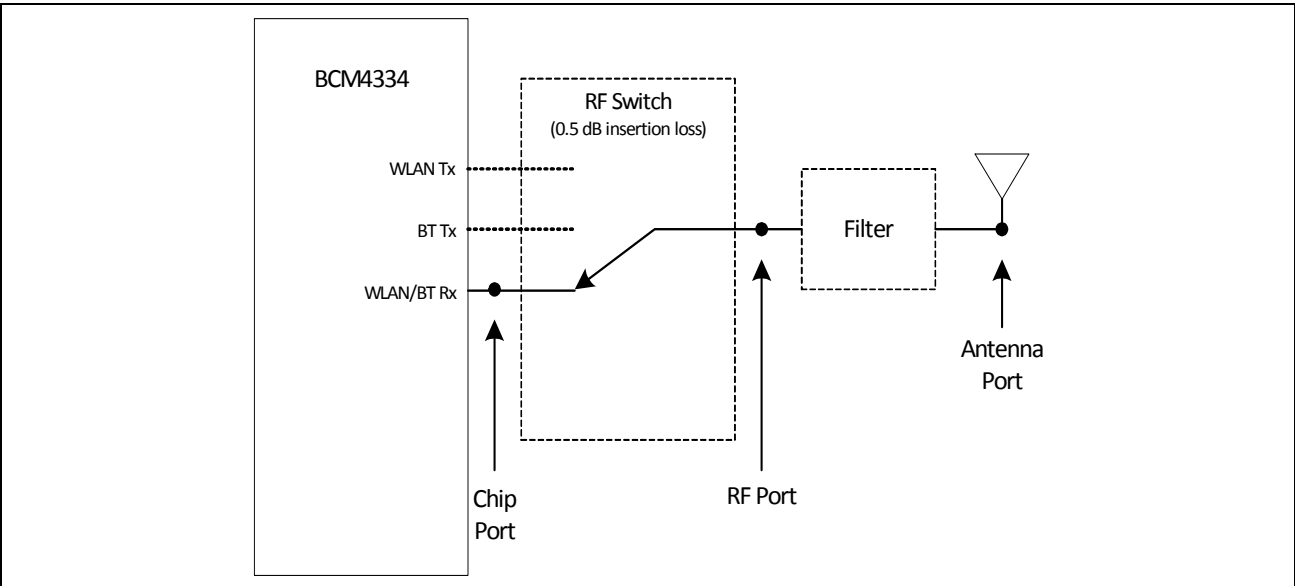 BCM4334
RF Switch
(0.5 dB insertion loss)
WLAN Tx
BT Tx
WLAN/BT Rx
Filter
Chip
Port
RF Port
Antenna
Port